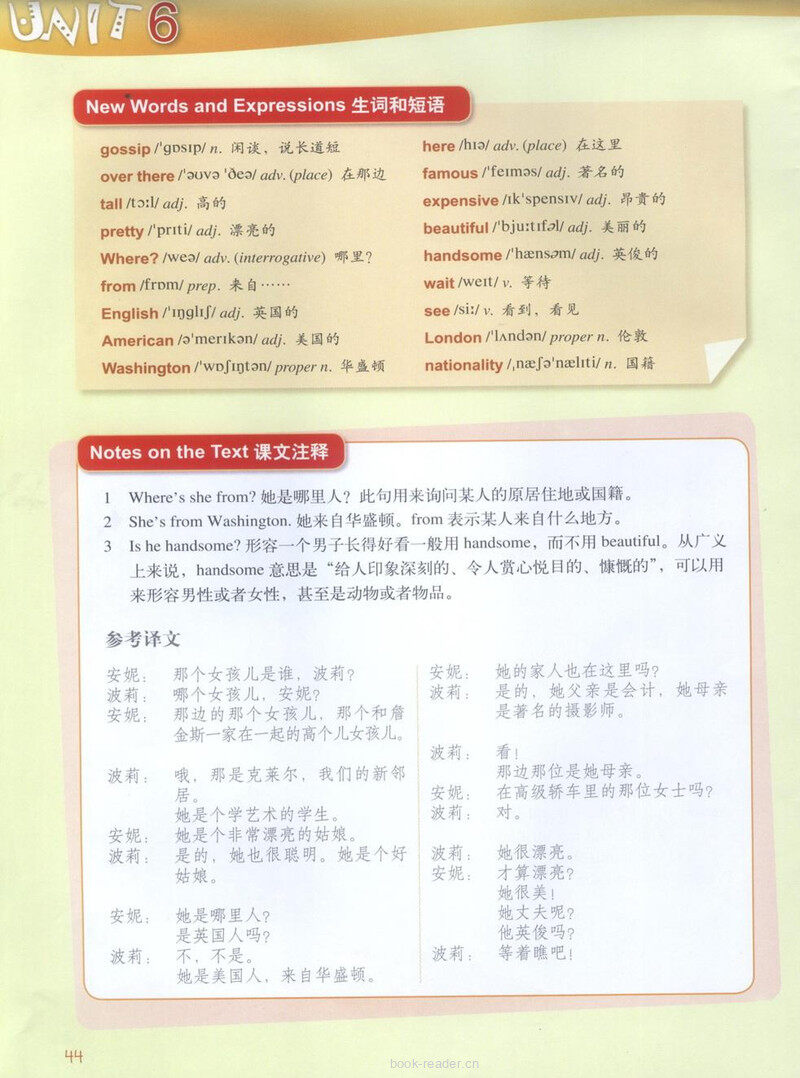 UNIT 6
New Words and Expressions 生词和短语
gossip /ˈɡɒsɪp/ n. 闲谈，说长道短
over there /ˈəʊvə ˈðeə/ adv. (place) 在那边
tall /tɔːl/ adj. 高的
pretty /ˈprɪti/ adj. 漂亮的
Where? /weə/ adv. (interrogative) 哪里？
from /frɒm/ prep. 来自……
English /ˈɪŋɡlɪʃ/ adj. 英国的
American /əˈmerɪkən/ adj. 美国的
Washington /ˈwɒʃɪŋtən/ proper n. 华盛顿
here /hɪə/ adv. (place) 在这里
famous /ˈfeɪməs/ adj. 著名的
expensive /ɪkˈspensɪv/ adj. 昂贵的
beautiful /ˈbjuːtɪfəl/ adj. 美丽的
handsome /ˈhænsəm/ adj. 英俊的
wait /weɪt/ v. 等待
see /siː/ v. 看到，看见
London /ˈlʌndən/ proper n. 伦敦
nationality /ˌnæʃəˈnælɪti/ n. 国籍
Notes on the Text 课文注释
1 Where's she from? 她是哪里人？此句用来询问某人的原居住地或国籍。
2 She's from Washington. 她来自华盛顿。from 表示某人来自什么地方。
3 Is he handsome? 形容一个男子长得好看一般用 handsome，而不用 beautiful。从广义
上来说，handsome 意思是“给人印象深刻的、令人赏心悦目的、慷慨的”，可以用
来形容男性或者女性，甚至是动物或者物品。
参考译文
安妮： 那个女孩儿是谁，波莉？
波莉： 哪个女孩儿，安妮？
安妮： 那边的那个女孩儿，那个和詹
金斯一家在一起的高个儿女孩儿。
波莉： 哦，那是克莱尔，我们的新邻
居。
她是个学艺术的学生。
安妮： 她是个非常漂亮的姑娘。
波莉： 是的，她也很聪明。她是个好
姑娘。
安妮： 她是哪里人？
是英国人吗？
波莉： 不，不是。
她是美国人，来自华盛顿。
安妮： 她的家人也在这里吗？
波莉： 是的，她父亲是会计，她母亲
是著名的摄影师。
波莉： 看！
那边那位是她母亲。
安妮： 在高级轿车里的那位女士吗？
波莉： 对。
波莉： 她很漂亮。
安妮： 才算漂亮？
她很美！
她丈夫呢？
他英俊吗？
波莉： 等着瞧吧！
44
book-reader.cn